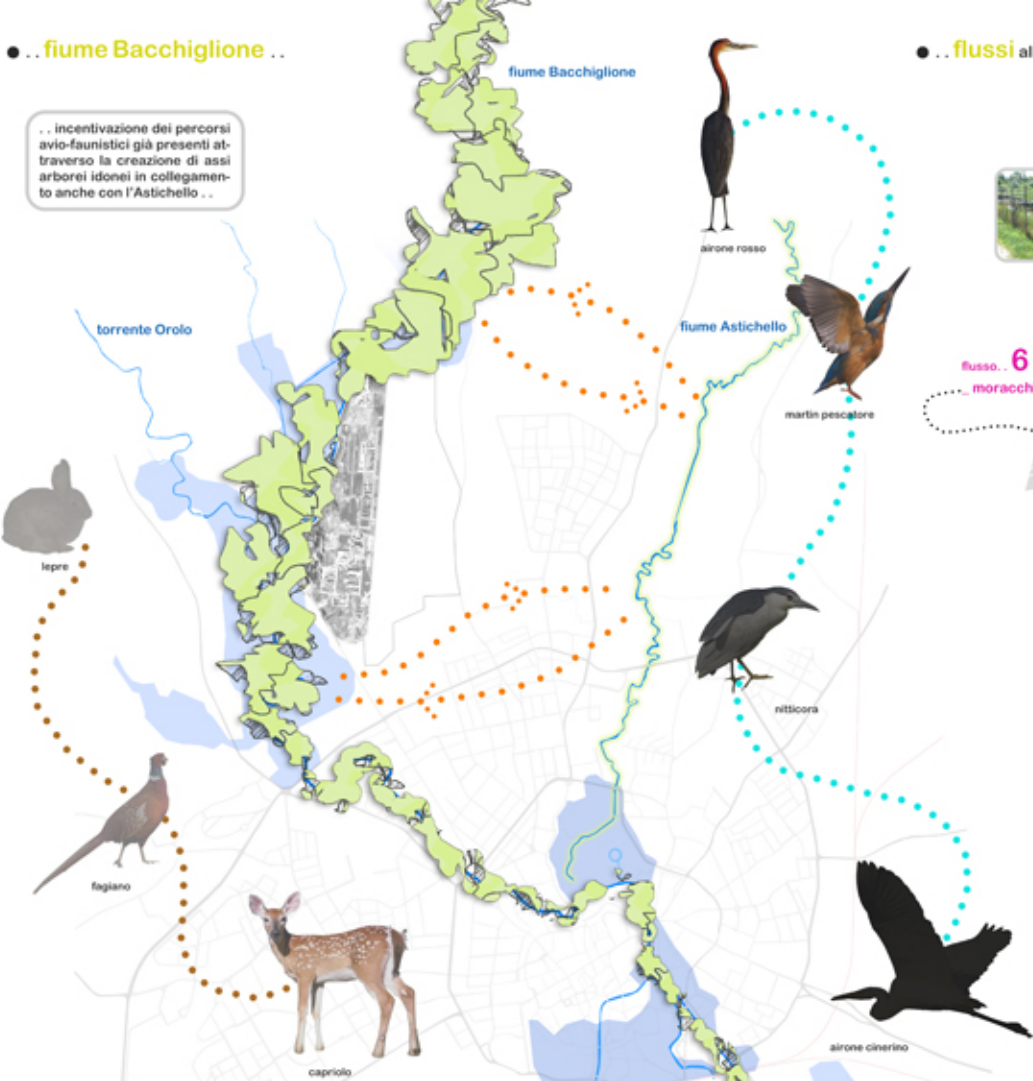 ● . . fiume Bacchiglione . .
● . . flussi al
fiume Bacchiglione
. . incentivazione dei percorsi
avio-faunistici già presenti at-
traverso la creazione di assi
arborei idonei in collegamen-
to anche con l'Astichello . .
airone rosso
torrente Orolo
fiume Astichello
flusso. . 6
_ moracch
martin pescatore
lepre
nitticora
fagiano
airone cinerino
capriolo